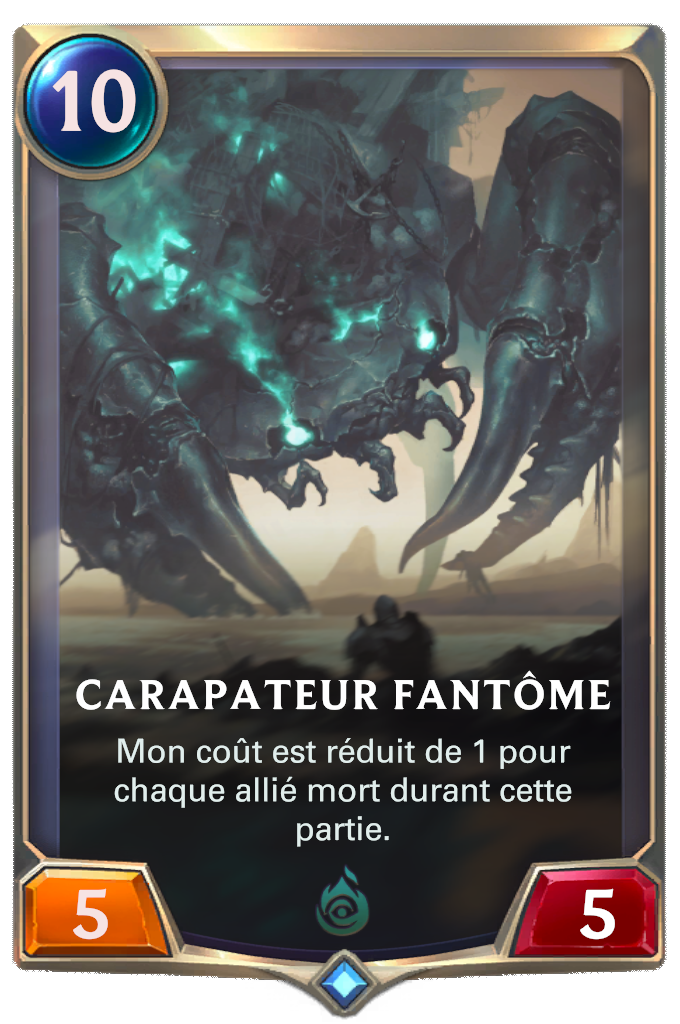 10
CARAPATEUR FANTÔME
Mon coût est réduit de 1 pour
chaque allié mort durant cette
partie.
5
5